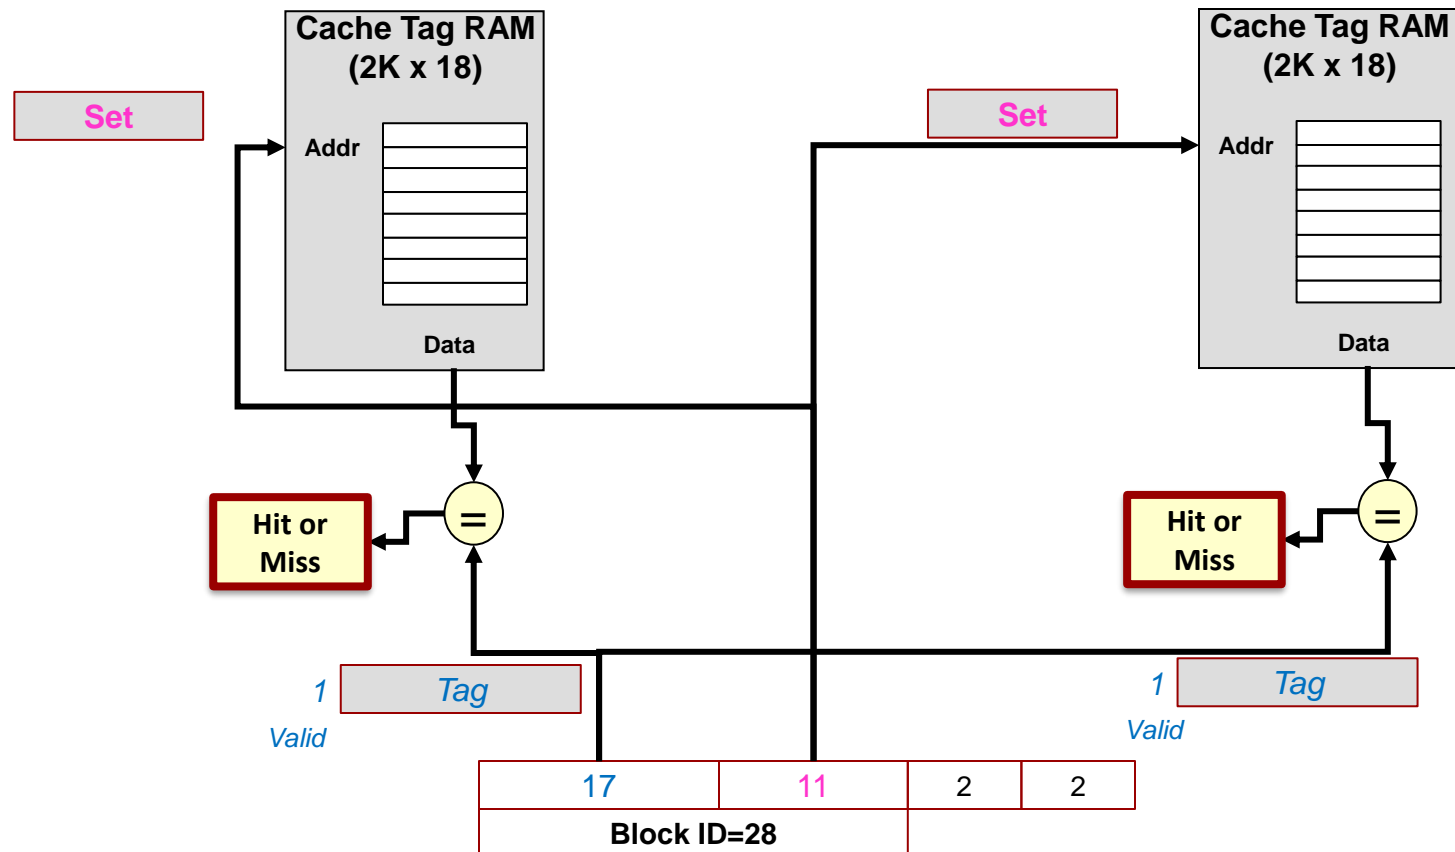 Cache Tag RAM
(2K x 18)
Set
Addr
Data
=
Hit or
Miss
1
Tag
Valid
Cache Tag RAM
(2K x 18)
Set
Addr
Data
=
Hit or
Miss
1
Tag
Valid
17 11 2 2
Block ID=28